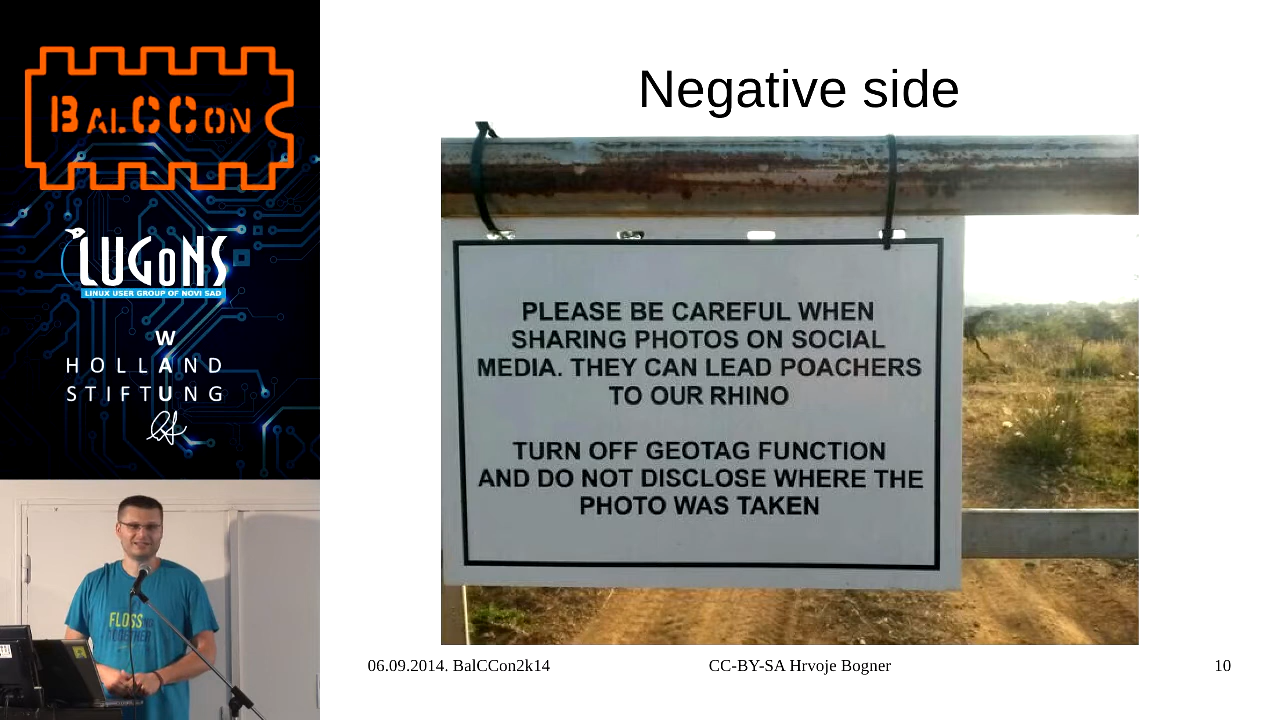 BALCCON
LUGoNS
LINUX USER GROUP OF NOVI SAD
W
HOLLAND
STIFTUNG
FLOSS
TOGETHER
Negative side
PLEASE BE CAREFUL WHEN
SHARING PHOTOS ON SOCIAL
MEDIA. THEY CAN LEAD POACHERS
TO OUR RHINO
TURN OFF GEOTAG FUNCTION
AND DO NOT DISCLOSE WHERE THE
PHOTO WAS TAKEN
06.09.2014. BalCCon2k14
CC-BY-SA Hrvoje Bogner
10